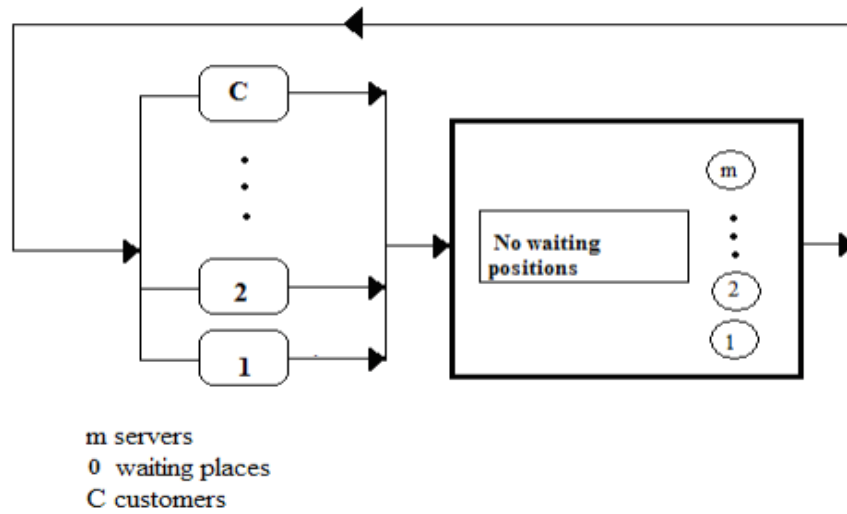 C
m
No waiting
positions
2
2
1
1
m servers
0 waiting places
C customers